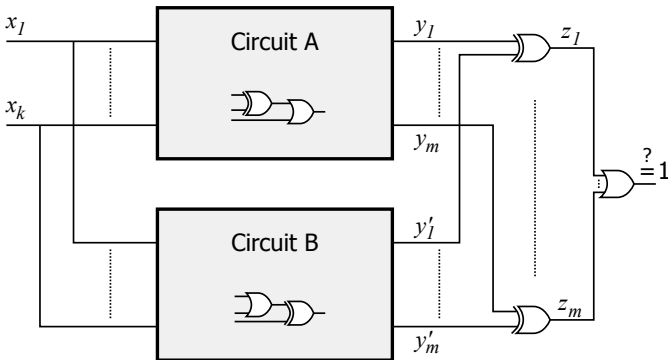 x₁
xₖ
Circuit A
y₁
yₘ
z₁
? = 1
Circuit B
y′₁
y′ₘ
zₘ